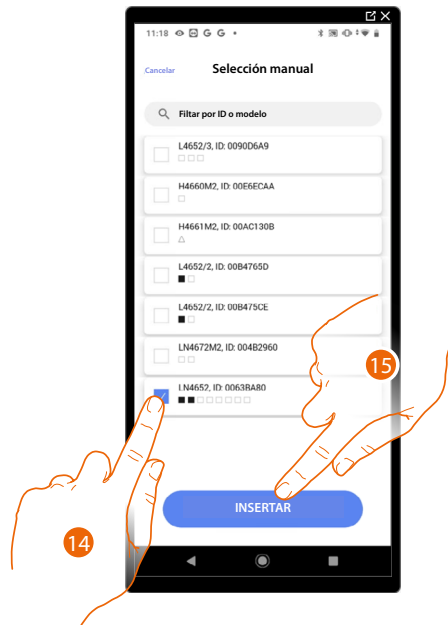 11:18 G G
Cancelar Selección manual
Filtar por ID o modelo
L4652/3, ID: 0090D6A9
H4660M2, ID: 00E6ECAA
H4661M2, ID: 00AC130B
L4652/2, ID: 00B4765D
L4652/2, ID: 00B475CE
LN4672M2, ID: 004B2960
LN4652, ID: 0063BA80
15
INSERTAR
14